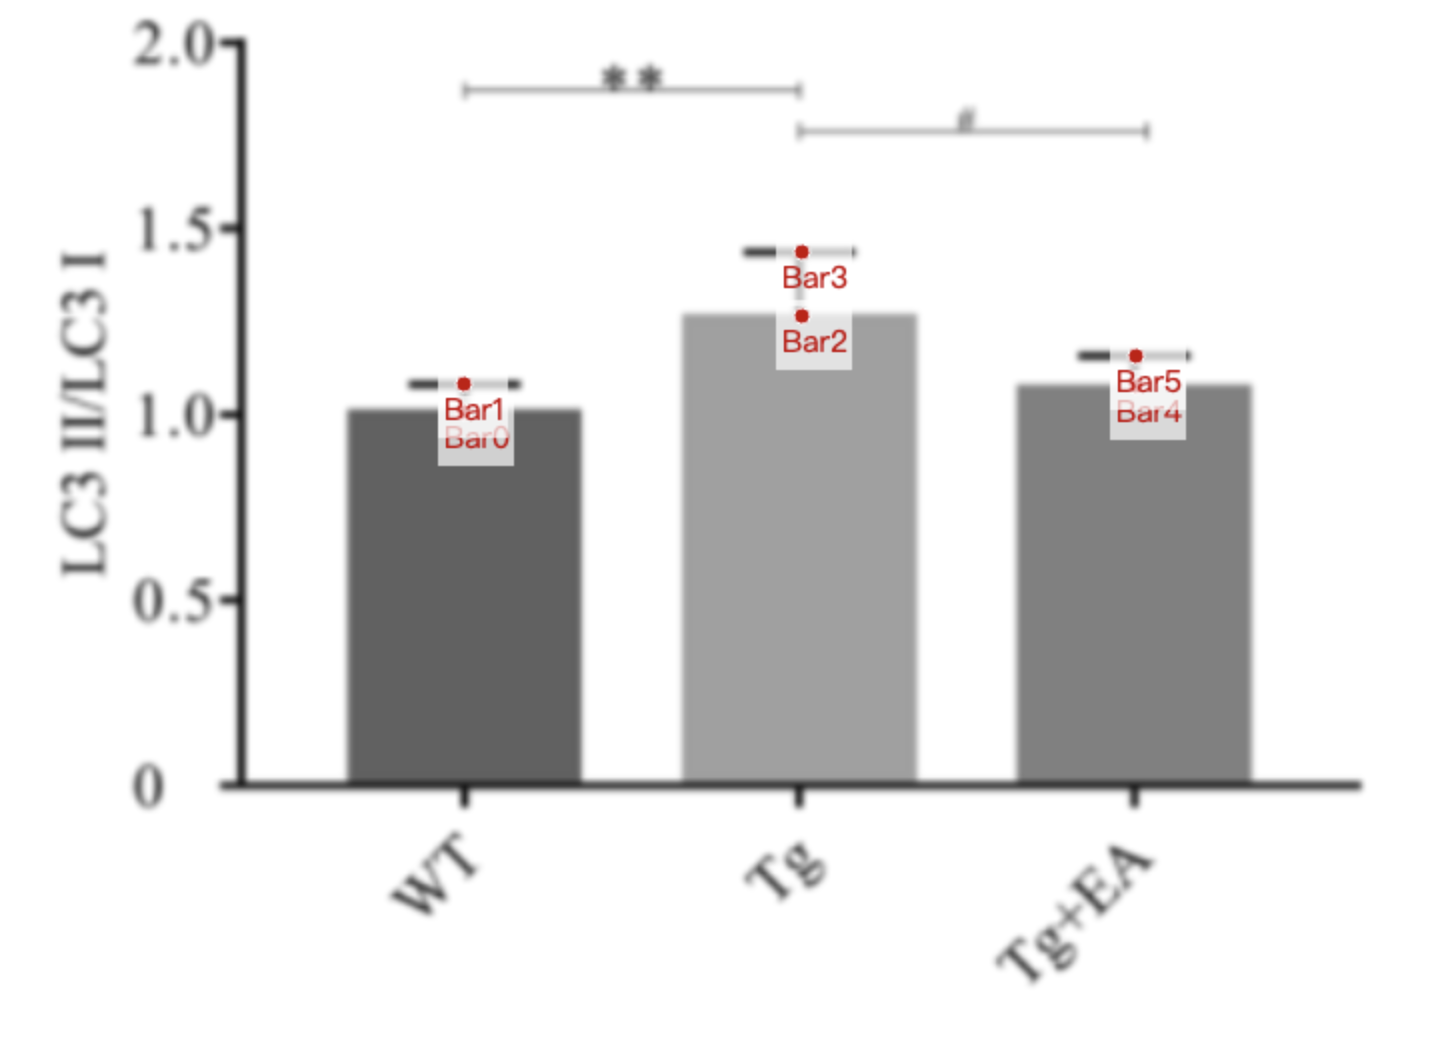 2.0
**
#
1.5
Bar3
Bar2
Bar5
Bar4
Bar1
Bar0
1.0
LC3 II/LC3 I
0.5
0
WT
Tg
Tg+EA